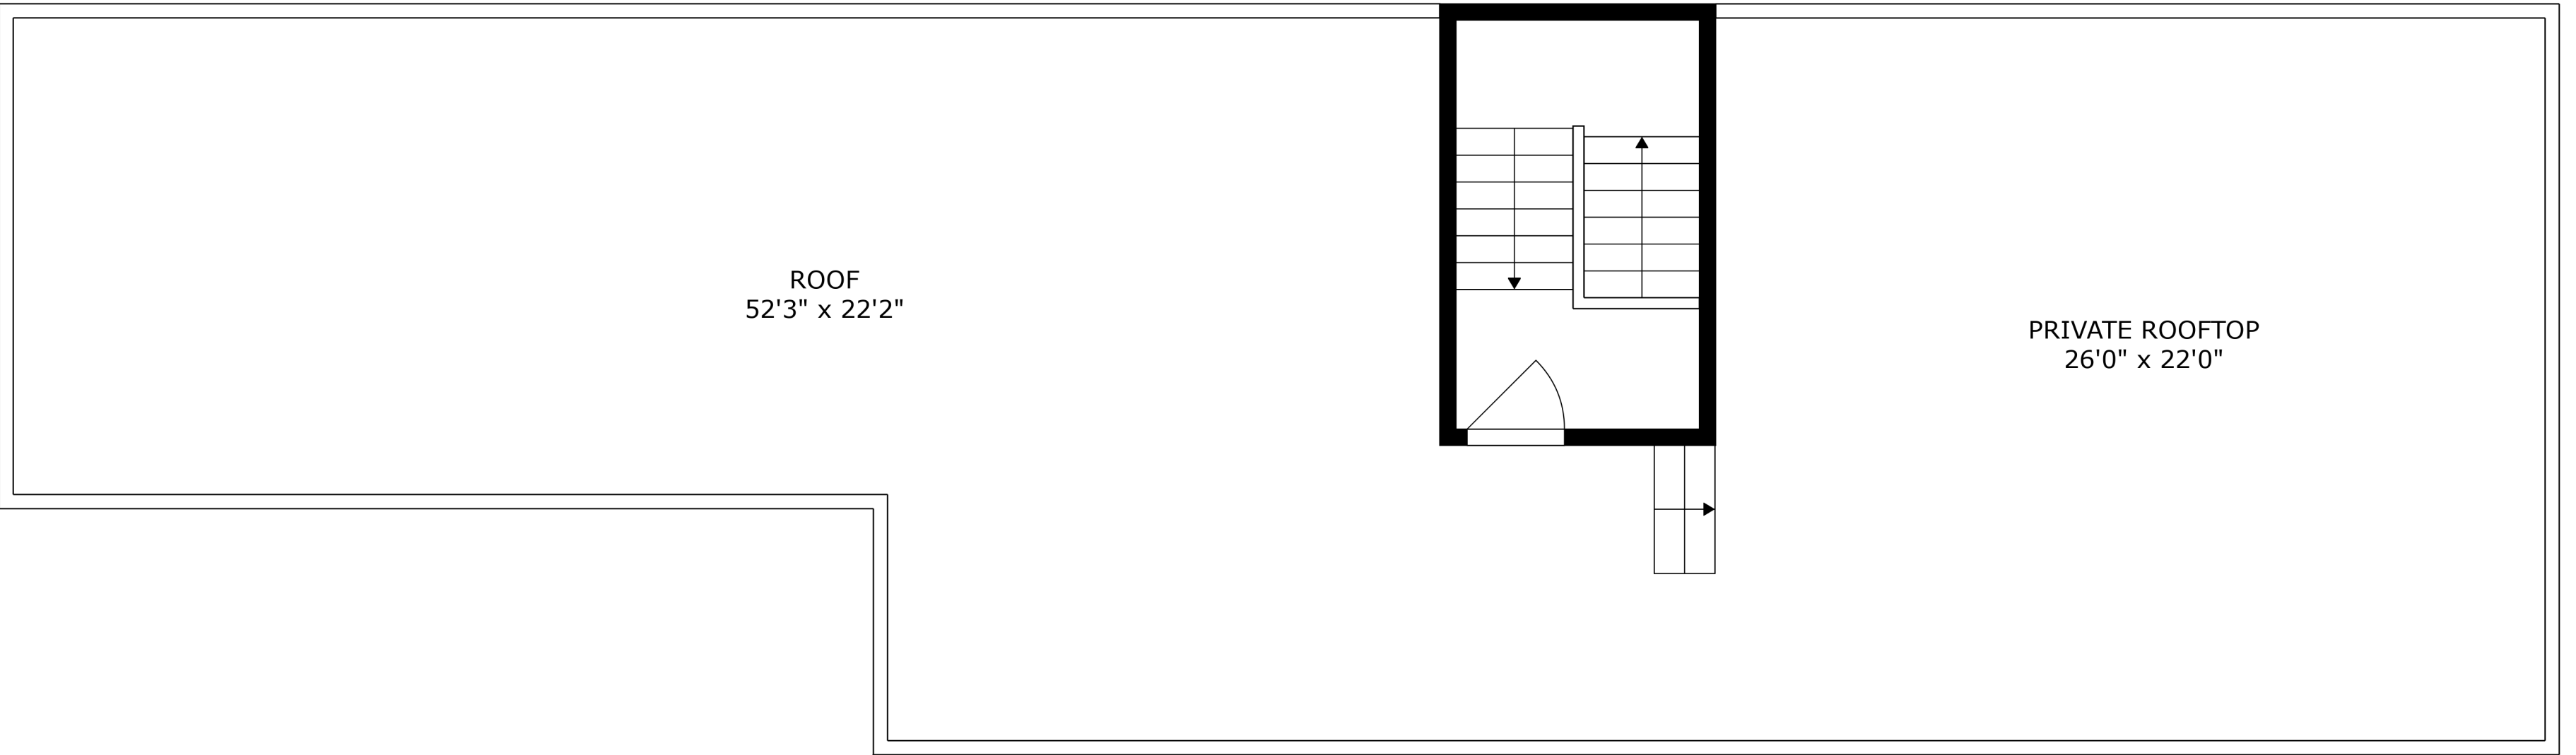 ROOF
52'3" x 22'2"
PRIVATE ROOFTOP
26'0" x 22'0"